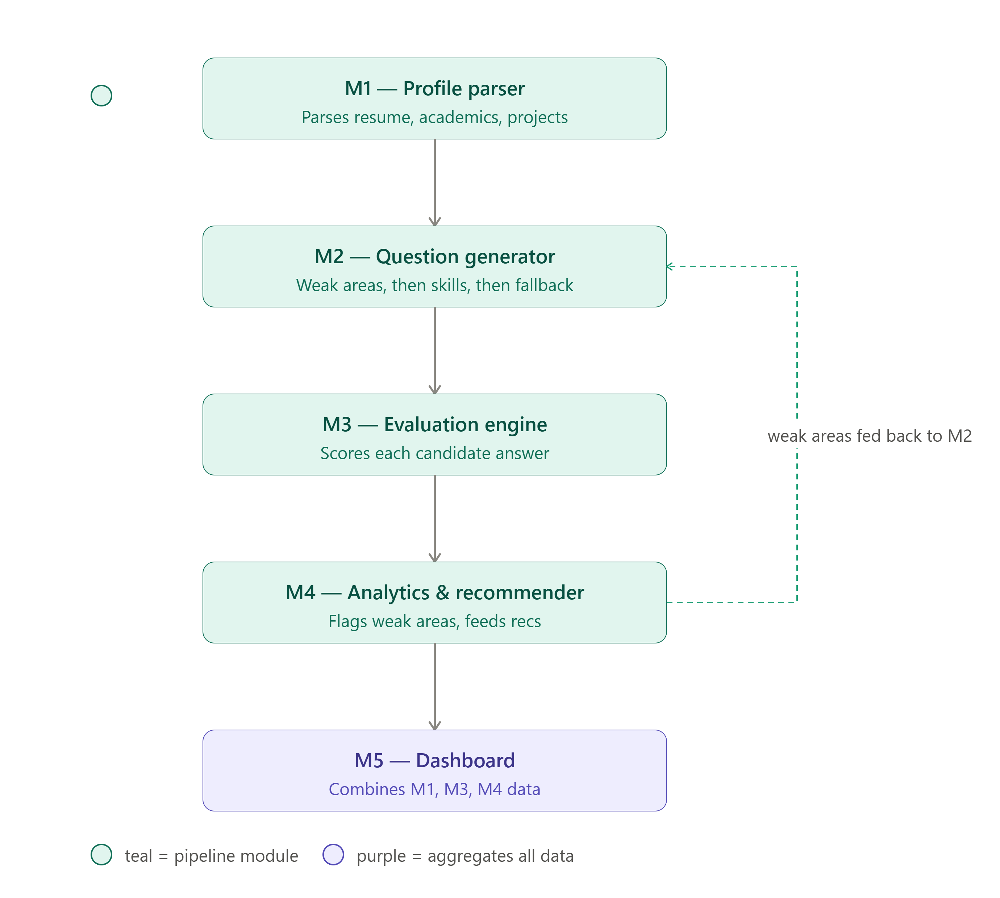 M1 — Profile parser
Parses resume, academics, projects
M2 — Question generator
Weak areas, then skills, then fallback
M3 — Evaluation engine
Scores each candidate answer
weak areas fed back to M2
M4 — Analytics & recommender
Flags weak areas, feeds recs
M5 — Dashboard
Combines M1, M3, M4 data
teal = pipeline module
purple = aggregates all data